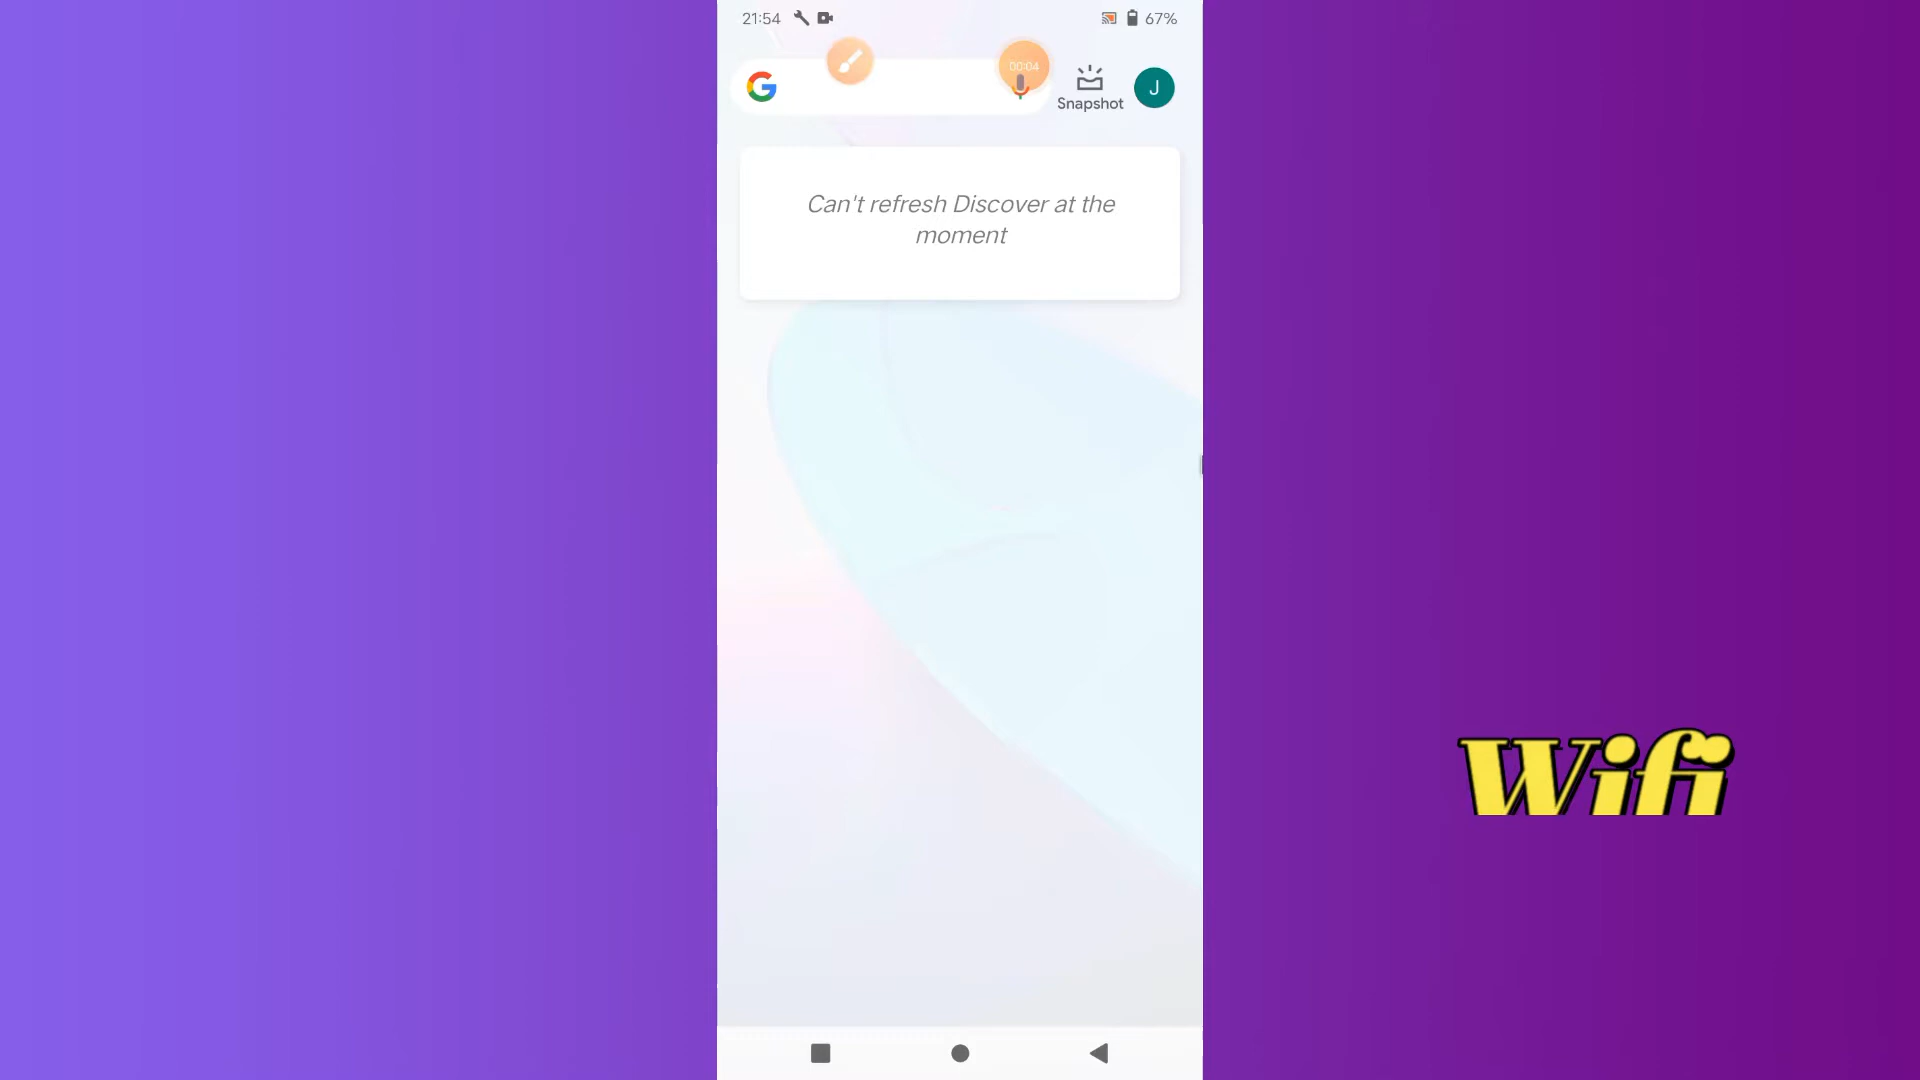 21:54
67%
00:04
Snapshot
J
Can't refresh Discover at the
moment
Wifi